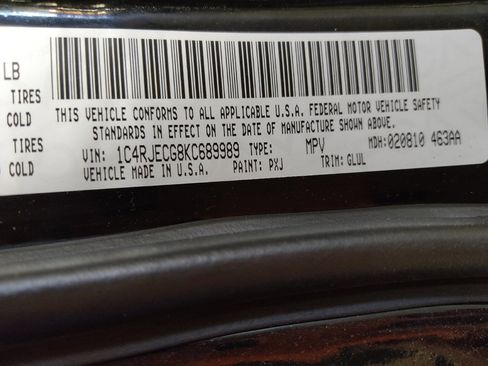 LB
TIRES
COLD
TIRES
COLD
THIS VEHICLE CONFORMS TO ALL APPLICABLE U.S.A. FEDERAL MOTOR VEHICLE SAFETY
STANDARDS IN EFFECT ON THE DATE OF MANUFACTURE SHOWN ABOVE.
VIN: 1C4RJECG8KC689989 TYPE: MPV MDH:020810 463AA
VEHICLE MADE IN U.S.A. PAINT: PXJ TRIM: GLUL